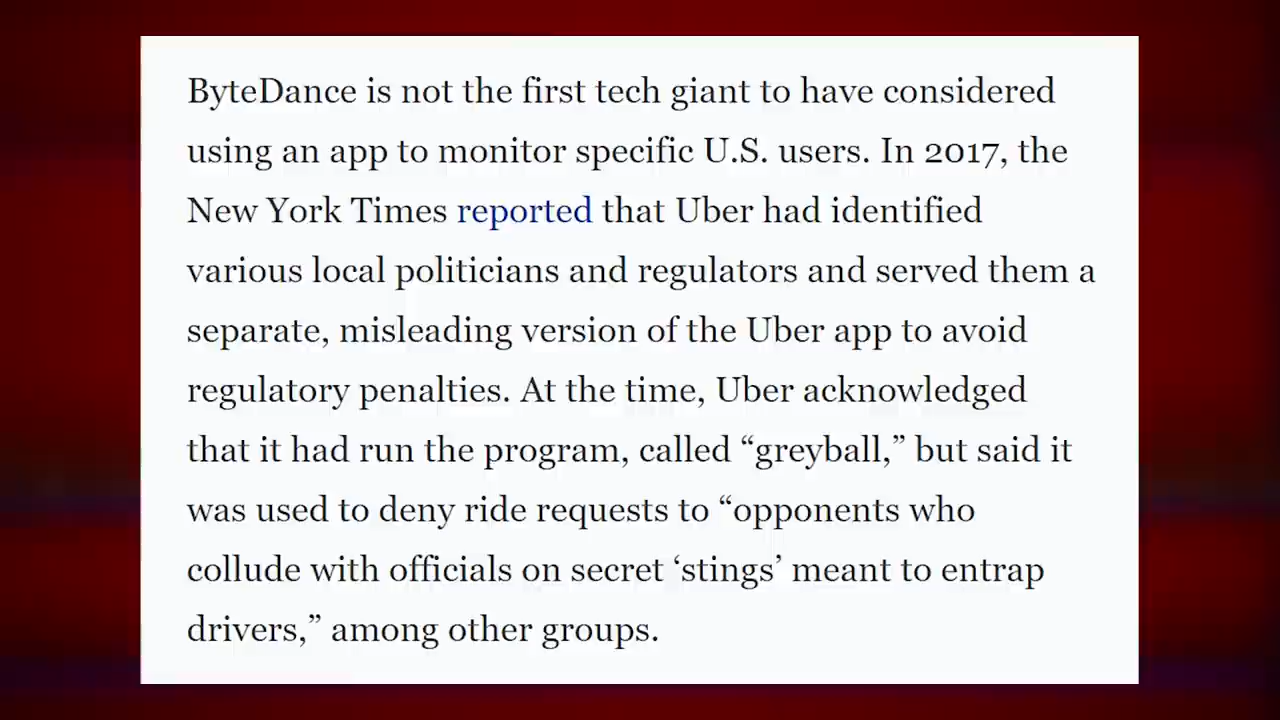 ByteDance is not the first tech giant to have considered
using an app to monitor specific U.S. users. In 2017, the
New York Times reported that Uber had identified
various local politicians and regulators and served them a
separate, misleading version of the Uber app to avoid
regulatory penalties. At the time, Uber acknowledged
that it had run the program, called “greyball,” but said it
was used to deny ride requests to “opponents who
collude with officials on secret ‘stings’ meant to entrap
drivers,” among other groups.